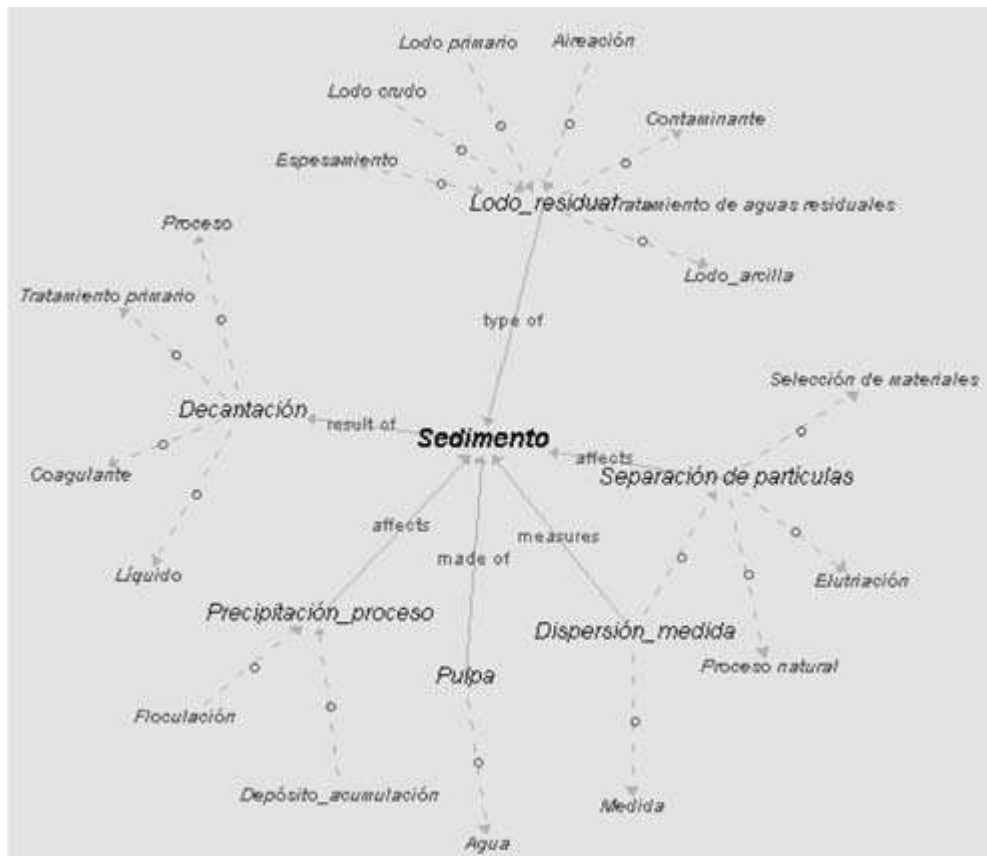 Lodo primario
Aireación
Lodo crudo
Contaminante
Espesamiento
Lodo_residual
Tratamiento de aguas residuales
Proceso
Lodo_arcilla
Tratamiento primario
type of
Selección de materiales
Decantación
result of
Sedimento
affects
Coagulante
Separación de partículas
affects
measures
made of
Líquido
Elutriación
Precipitación_proceso
Dispersión_medida
Pulpa
Proceso natural
Floculación
Depósito_acumulación
Medida
Agua